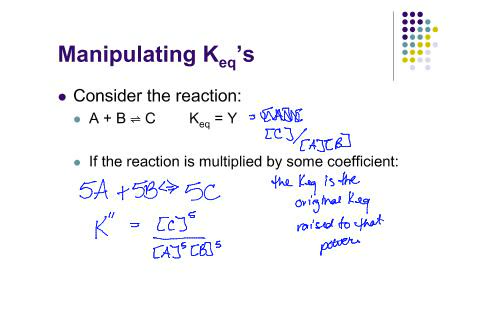 Manipulating Keq's
Consider the reaction:
A + B ⇌ C Keq = Y =
[C]/[A][B]
If the reaction is multiplied by some coefficient:
5A + 5B <=> 5C
the Keq is the
original Keq
raised to that
power
K" = [C]^5
[A]^5 [B]^5